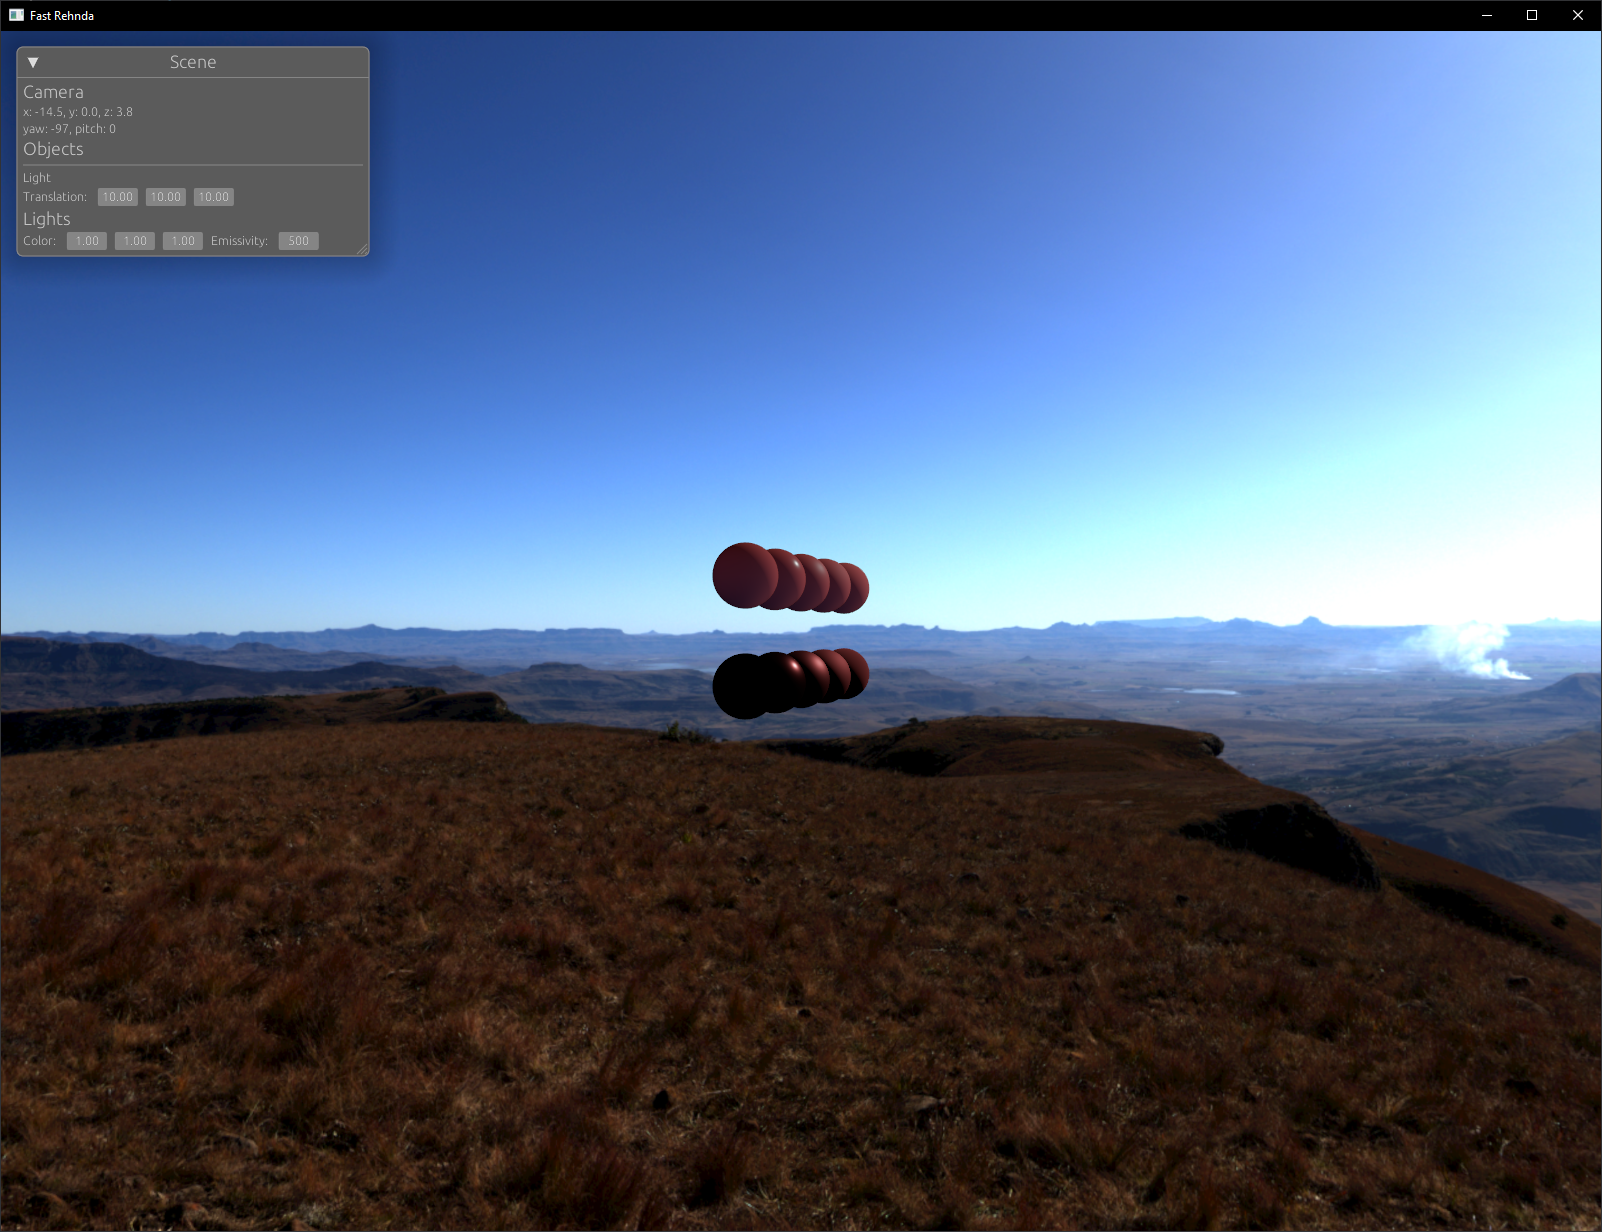 Fast Rehnda
Scene
Camera
x: -14.5, y: 0.0, z: 3.8
yaw: -97, pitch: 0
Objects
Light
Translation: 10.00 10.00 10.00
Lights
Color: 1.00 1.00 1.00 Emissivity: 500